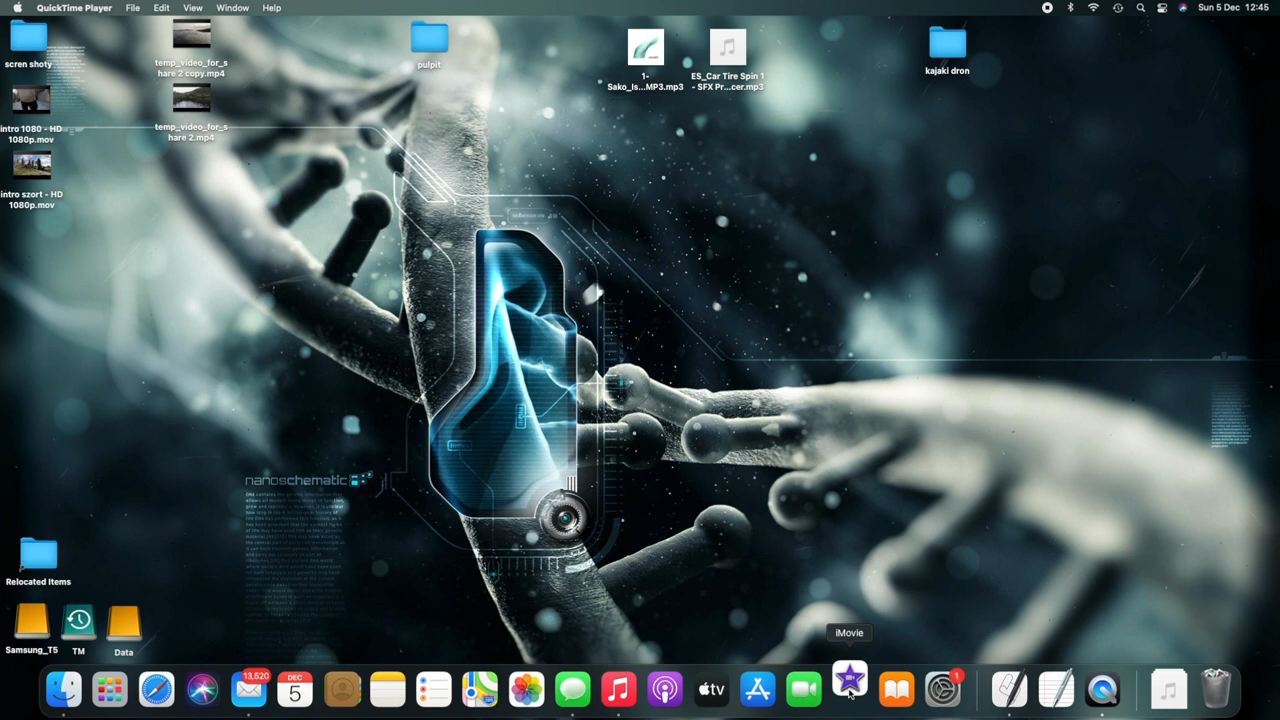 QuickTime Player File Edit View Window Help
Sun 5 Dec 12:45
scren shoty
temp_video_for_s
hare 2 copy.mp4
pulpit
1-
Sako_Is...MP3.mp3
ES_Car Tire Spin 1
- SFX Pr...cer.mp3
kajaki dron
intro 1080 - HD
1080p.mov
temp_video_for_s
hare 2.mp4
intro szort - HD
1080p.mov
nanoschematic
Relocated Items
Samsung_T5
TM
Data
iMovie
13,520
DEC
5
tv
1